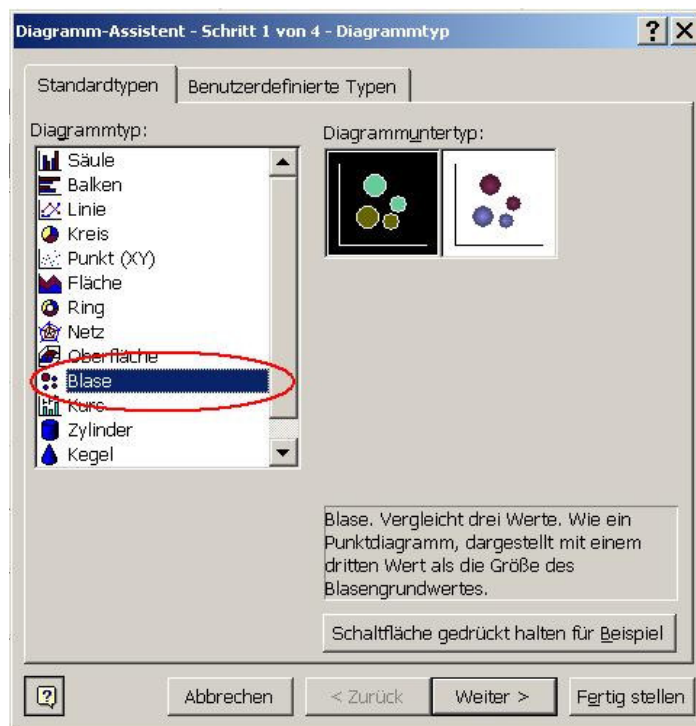 Diagramm-Assistent - Schritt 1 von 4 - Diagrammtyp
Standardtypen
Benutzerdefinierte Typen
Diagrammtyp:
Säule
Balken
Linie
Kreis
Punkt (XY)
Fläche
Ring
Netz
Oberfläche
Blase
Kurs
Zylinder
Kegel
Diagrammuntertyp:
Blase. Vergleicht drei Werte. Wie ein
Punktdiagramm, dargestellt mit einem
dritten Wert als die Größe des
Blasengrundwertes.
Schaltfläche gedrückt halten für Beispiel
Abbrechen
< Zurück
Weiter >
Fertig stellen